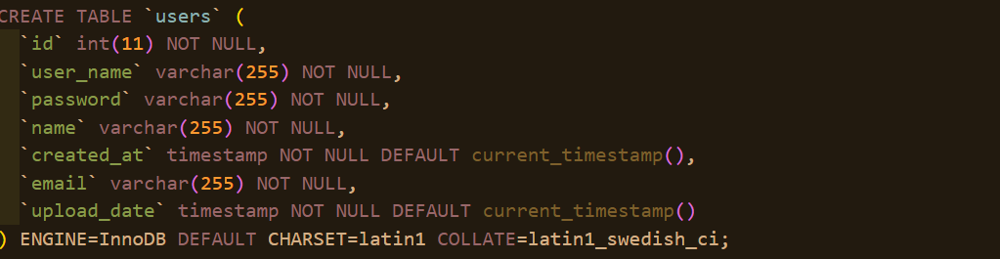 CREATE TABLE `users` (
`id` int(11) NOT NULL,
`user_name` varchar(255) NOT NULL,
`password` varchar(255) NOT NULL,
`name` varchar(255) NOT NULL,
`created_at` timestamp NOT NULL DEFAULT current_timestamp(),
`email` varchar(255) NOT NULL,
`upload_date` timestamp NOT NULL DEFAULT current_timestamp()
) ENGINE=InnoDB DEFAULT CHARSET=latin1 COLLATE=latin1_swedish_ci;